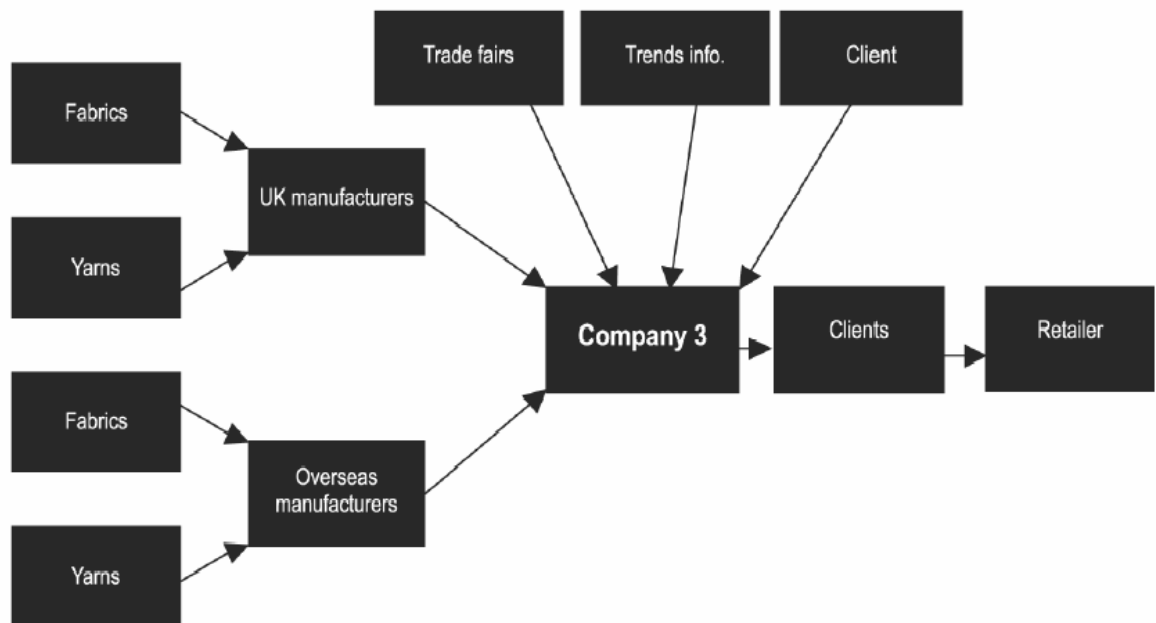 Trade fairs
Trends info.
Client
Fabrics
UK manufacturers
Yarns
Company 3
Clients
Retailer
Fabrics
Overseas
manufacturers
Yarns